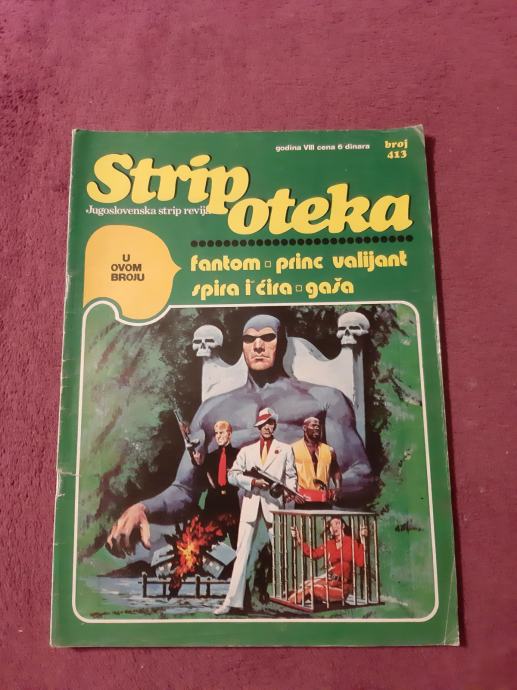 godina VIII cena 6 dinara
broj
413
Strip
oteka
Jugoslovenska strip revij
U
OVOM
BROJU
fantom ▫ princ valijant
spira i ćira ▫ gaša